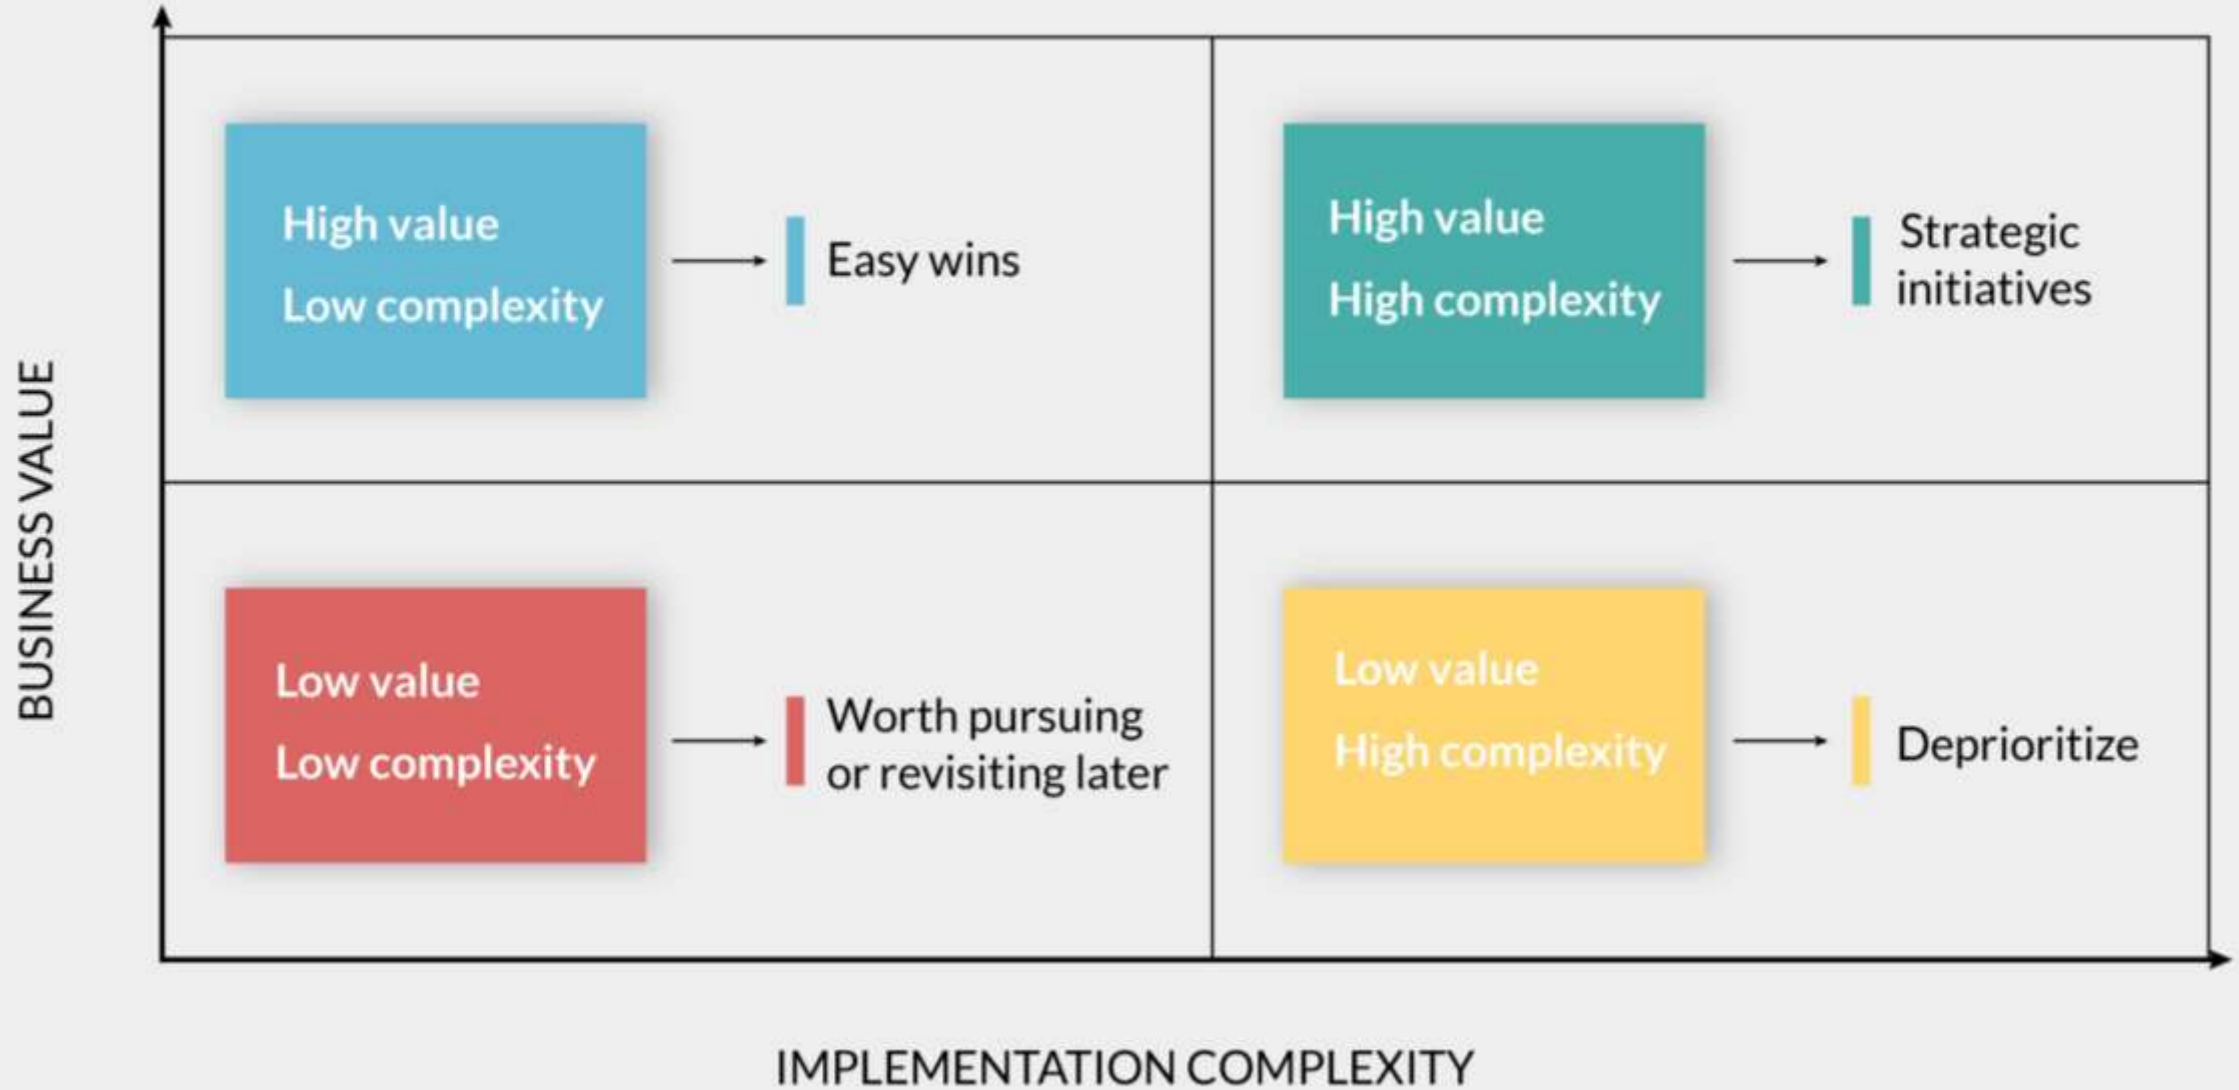 BUSINESS VALUE
High value
Low complexity
Easy wins
High value
High complexity
Strategic
initiatives
Low value
Low complexity
Worth pursuing
or revisiting later
Low value
High complexity
Deprioritize
IMPLEMENTATION COMPLEXITY